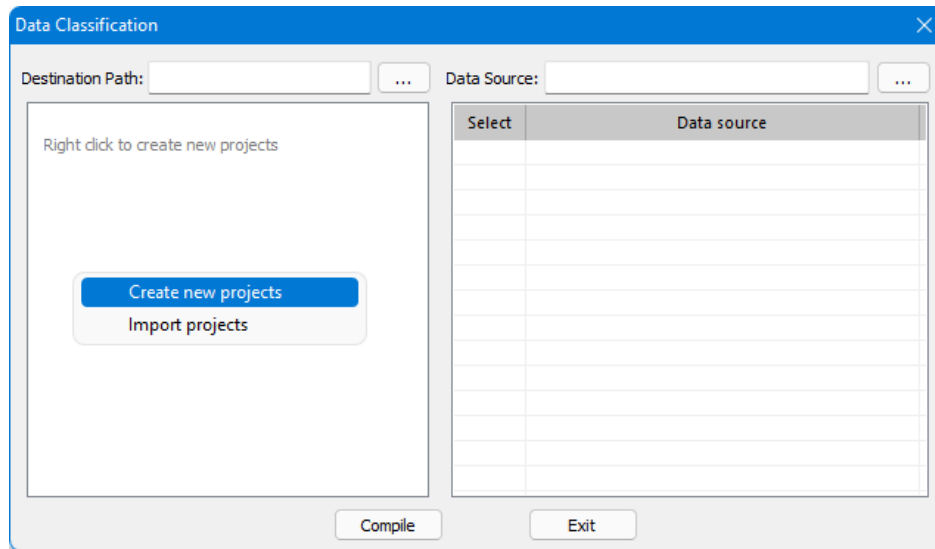 Data Classification
Destination Path:
...
Data Source:
...
Right click to create new projects
Create new projects
Import projects
Select
Data source
Compile
Exit